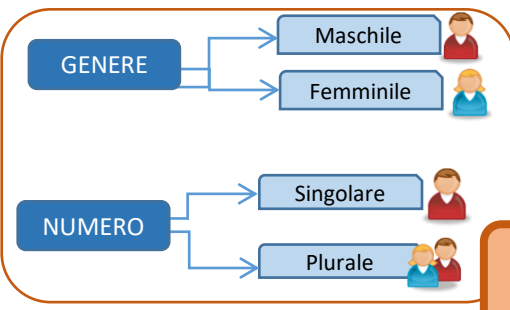 GENERE
Maschile
Femminile
NUMERO
Singolare
Plurale